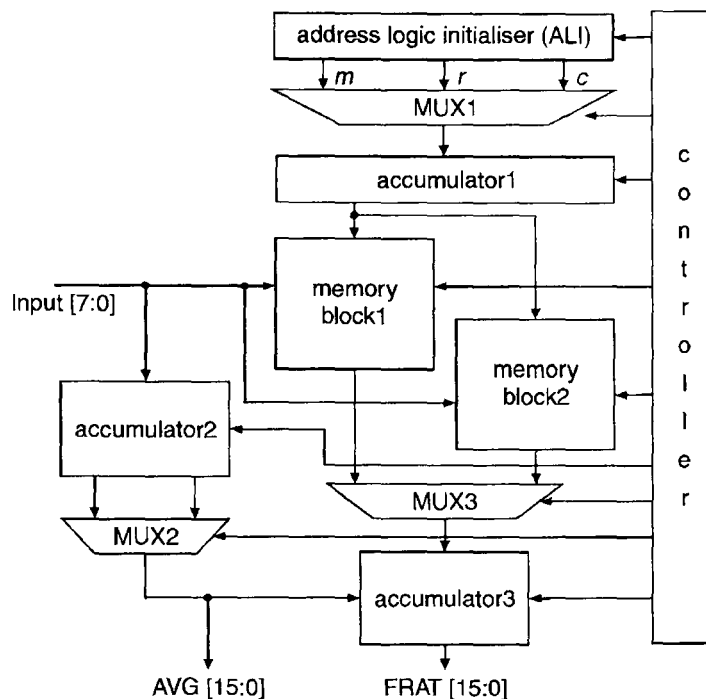 address logic initialiser (ALI)
m r c
MUX1
accumulator1
controller
memory
block1
Input [7:0]
memory
block2
accumulator2
MUX3
MUX2
accumulator3
AVG [15:0]
FRAT [15:0]